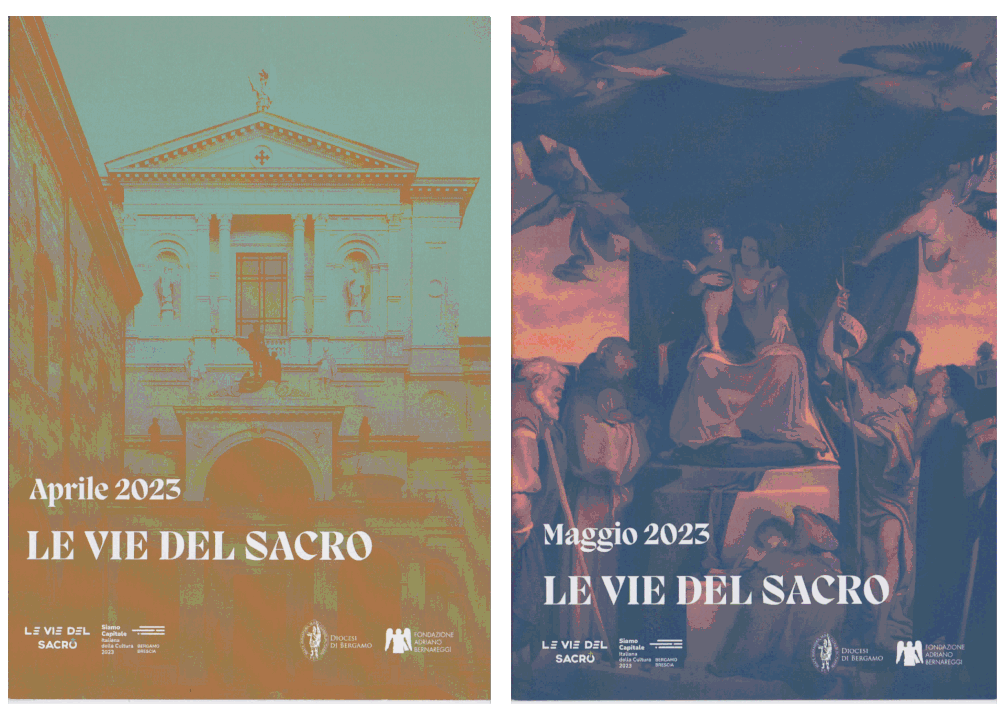 Aprile 2023
LE VIE DEL SACRO
LE VIE DEL
SACRO
Siamo
Capitale
Italiana
della Cultura
2023
BERGAMO
BRESCIA
DIOCESI
DI BERGAMO
FONDAZIONE
ADRIANO
BERNAREGGI
Maggio 2023
LE VIE DEL SACRO
LE VIE DEL
SACRO
Siamo
Capitale
Italiana
della Cultura
2023
BERGAMO
BRESCIA
DIOCESI
DI BERGAMO
FONDAZIONE
ADRIANO
BERNAREGGI